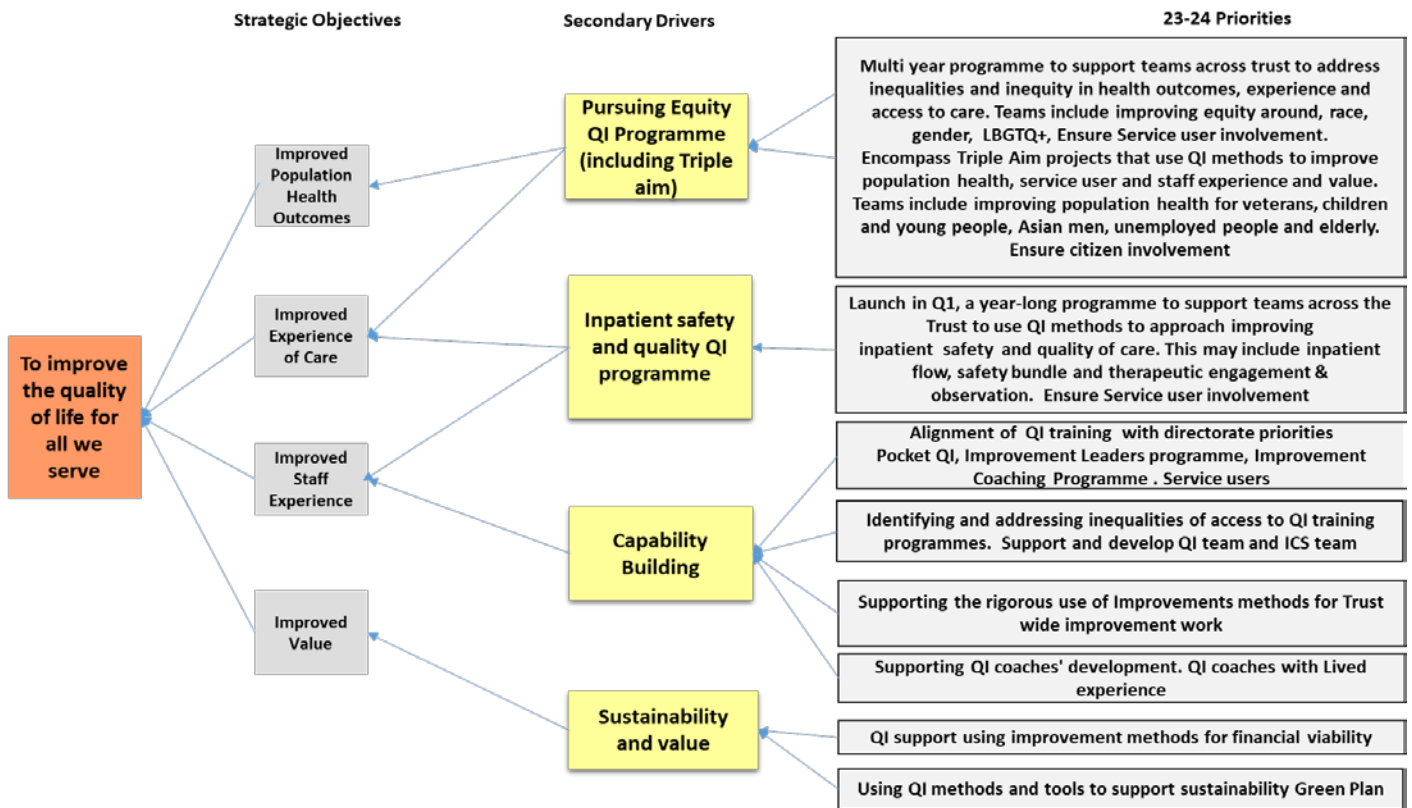 Strategic Objectives
Secondary Drivers
23-24 Priorities
To improve
the quality
of life for
all we
serve
Improved
Population
Health
Outcomes
Improved
Experience
of Care
Improved
Staff
Experience
Improved
Value
Pursuing Equity
QI Programme
(including Triple
aim)
Inpatient safety
and quality QI
programme
Capability
Building
Sustainability
and value
Multi year programme to support teams across trust to address
inequalities and inequity in health outcomes, experience and
access to care. Teams include improving equity around, race,
gender, LBGTQ+, Ensure Service user involvement.
Encompass Triple Aim projects that use QI methods to improve
population health, service user and staff experience and value.
Teams include improving population health for veterans, children
and young people, Asian men, unemployed people and elderly.
Ensure citizen involvement
Launch in Q1, a year-long programme to support teams across the
Trust to use QI methods to approach improving
inpatient safety and quality of care. This may include inpatient
flow, safety bundle and therapeutic engagement &
observation. Ensure Service user involvement
Alignment of QI training with directorate priorities
Pocket QI, Improvement Leaders programme, Improvement
Coaching Programme . Service users
Identifying and addressing inequalities of access to QI training
programmes. Support and develop QI team and ICS team
Supporting the rigorous use of Improvements methods for Trust
wide improvement work
Supporting QI coaches' development. QI coaches with Lived
experience
QI support using improvement methods for financial viability
Using QI methods and tools to support sustainability Green Plan